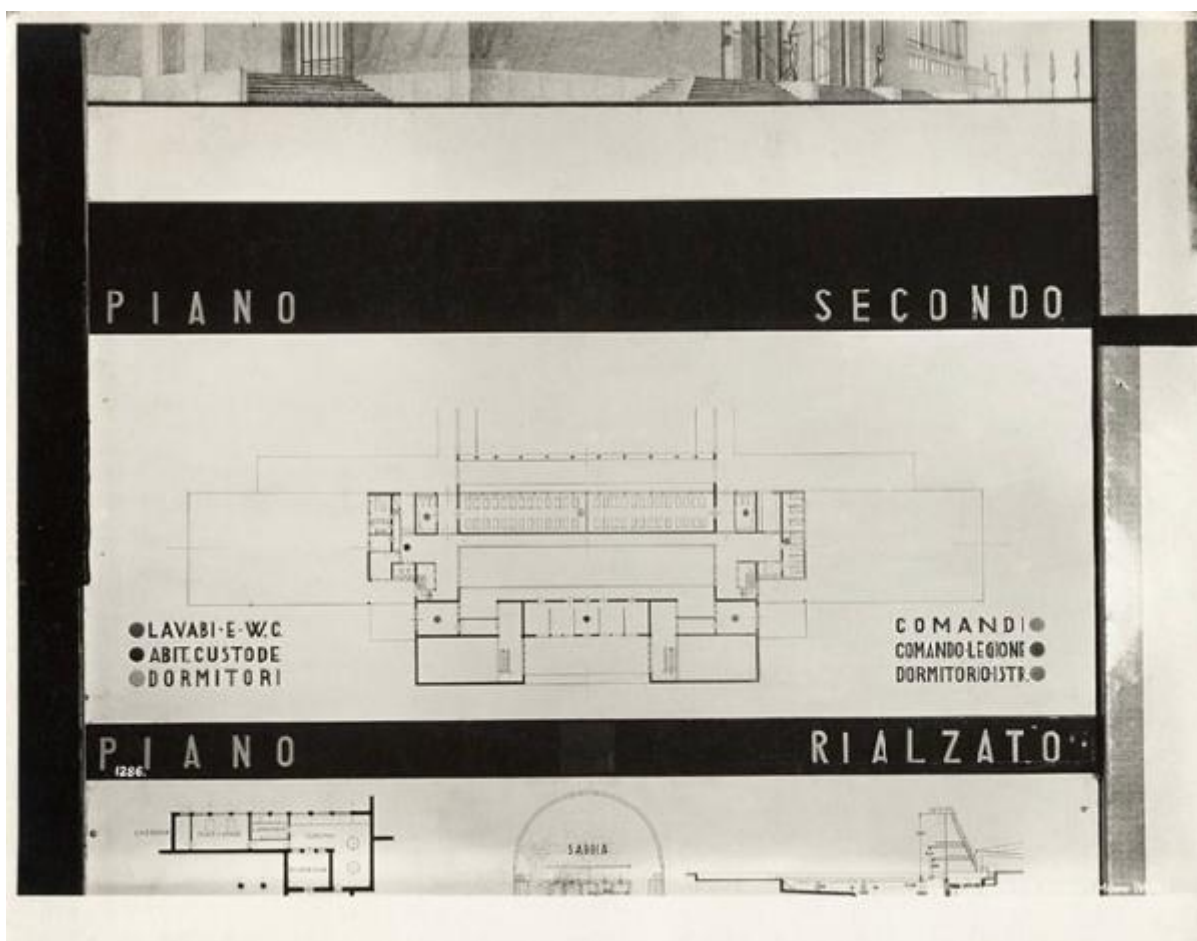 PIANO SECONDO
LAVABI·E·W.C.
ABIT.CUSTODE
DORMITORI
COMANDI
COMANDO·LEGIONE
DORMITORIO·ISTR.
PIANO RIALZATO
1286.
SABBIA